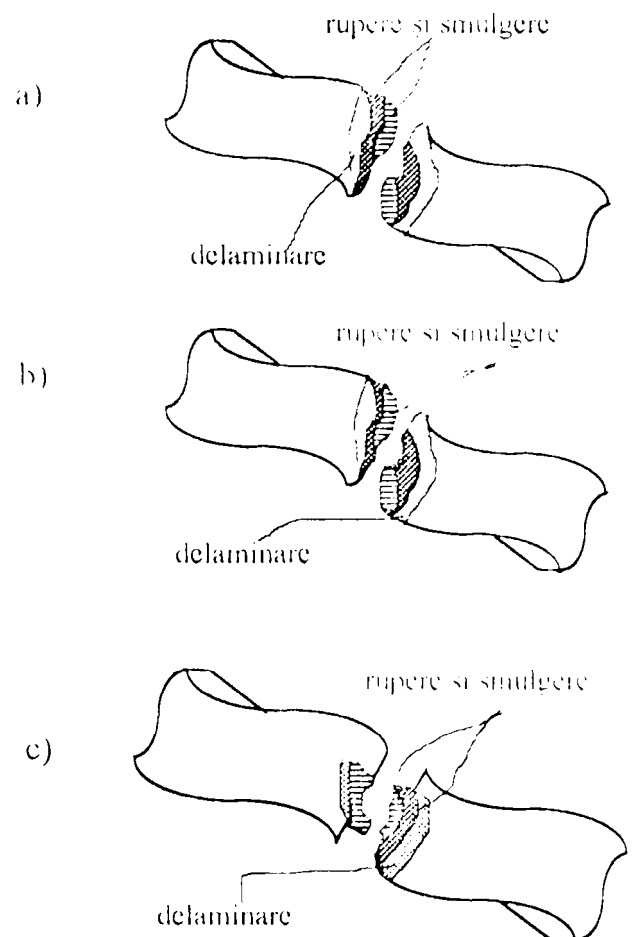 rupere si smulgere
a)
delaminare
rupere si smulgere
b)
delaminare
rupere si smulgere
c)
delaminare